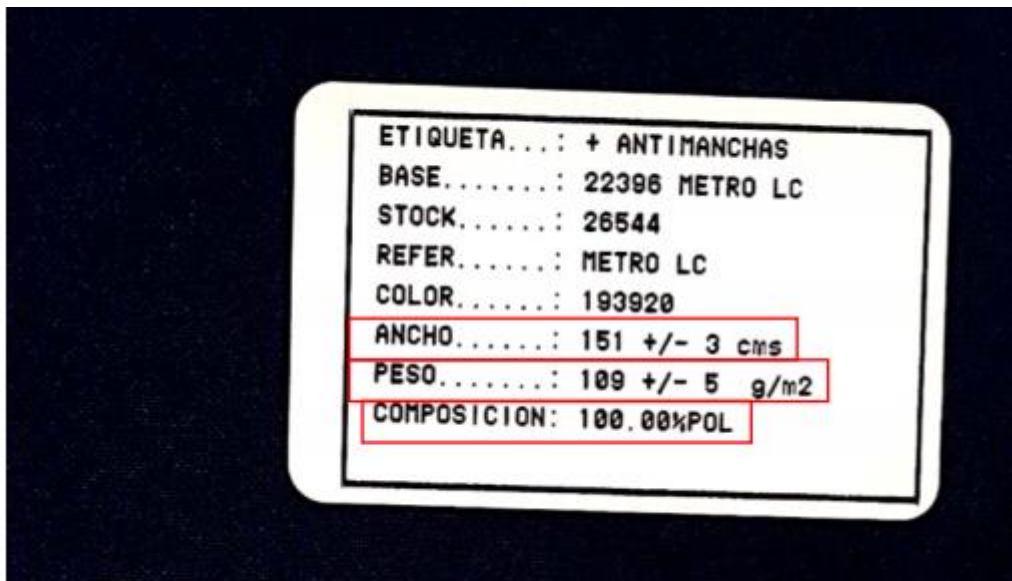 ETIQUETA...: + ANTIMANCHAS
BASE.......: 22396 METRO LC
STOCK......: 26544
REFER......: METRO LC
COLOR......: 193920
ANCHO......: 151 +/- 3 cms
PESO.......: 109 +/- 5 g/m2
COMPOSICION: 100.00%POL